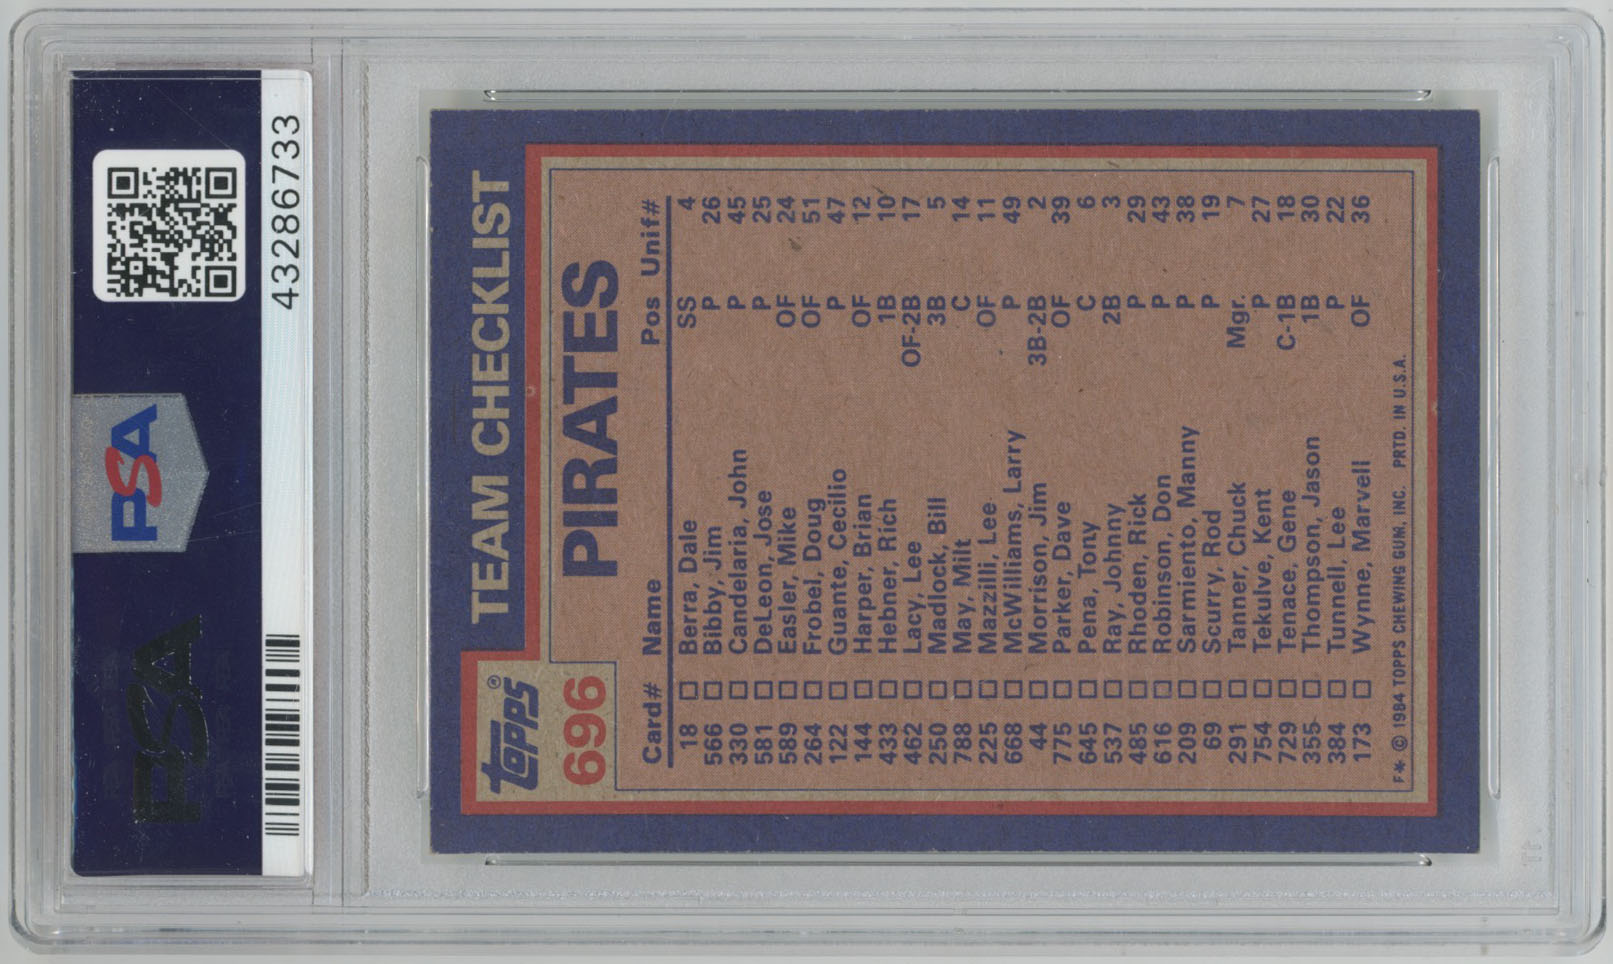 PSA
PSA
43286733
Topps®
696
TEAM CHECKLIST
PIRATES
Card# Name Pos Unif#
18 Berra, Dale SS 4
566 Bibby, Jim P 26
330 Candelaria, John P 45
581 DeLeon, Jose P 25
589 Easler, Mike OF 24
264 Frobel, Doug OF 51
122 Guante, Cecilio P 47
144 Harper, Brian OF 12
433 Hebner, Rich 1B 10
462 Lacy, Lee OF-2B 17
250 Madlock, Bill 3B 5
788 May, Milt C 14
225 Mazzilli, Lee OF 11
668 McWilliams, Larry P 49
44 Morrison, Jim 3B-2B 2
775 Parker, Dave OF 39
645 Pena, Tony C 6
537 Ray, Johnny 2B 3
485 Rhoden, Rick P 29
616 Robinson, Don P 43
209 Sarmiento, Manny P 38
69 Scurry, Rod P 19
291 Tanner, Chuck Mgr. 7
754 Tekulve, Kent P 27
729 Tenace, Gene C-1B 18
355 Thompson, Jason 1B 30
384 Tunnell, Lee P 22
173 Wynne, Marvell OF 36
F* © 1984 TOPPS CHEWING GUM, INC. PRTD. IN U.S.A.